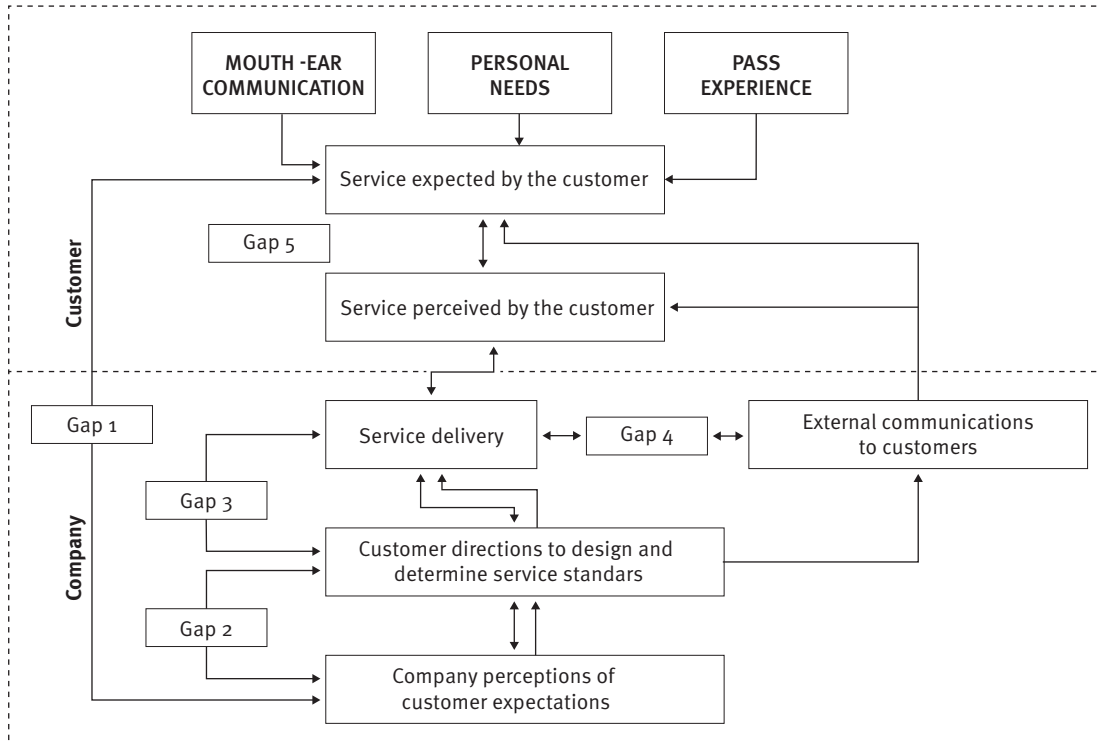 MOUTH -EAR
COMMUNICATION
PERSONAL
NEEDS
PASS
EXPERIENCE
Service expected by the customer
Gap 5
Customer
Service perceived by the customer
Gap 1
Service delivery
Gap 4
External communications
to customers
Gap 3
Company
Customer directions to design and
determine service standars
Gap 2
Company perceptions of
customer expectations